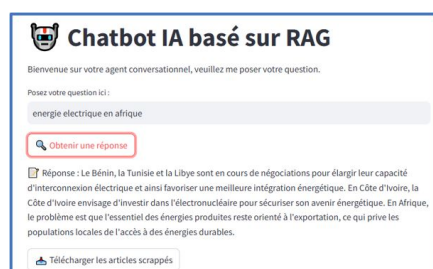 Chatbot IA basé sur RAG
Bienvenue sur votre agent conversationnel, veuillez me poser votre question.
Posez votre question ici :
energie electrique en afrique
Obtenir une réponse
Réponse : Le Bénin, la Tunisie et la Libye sont en cours de négociations pour élargir leur capacité
d'interconnexion électrique et ainsi favoriser une meilleure intégration énergétique. En Côte d'Ivoire, la
Côte d'Ivoire envisage d'investir dans l'électronucléaire pour sécuriser son avenir énergétique. En Afrique,
le problème est que l'essentiel des énergies produites reste orienté à l'exportation, ce qui prive les
populations locales de l'accès à des énergies durables.
Télécharger les articles scrappés